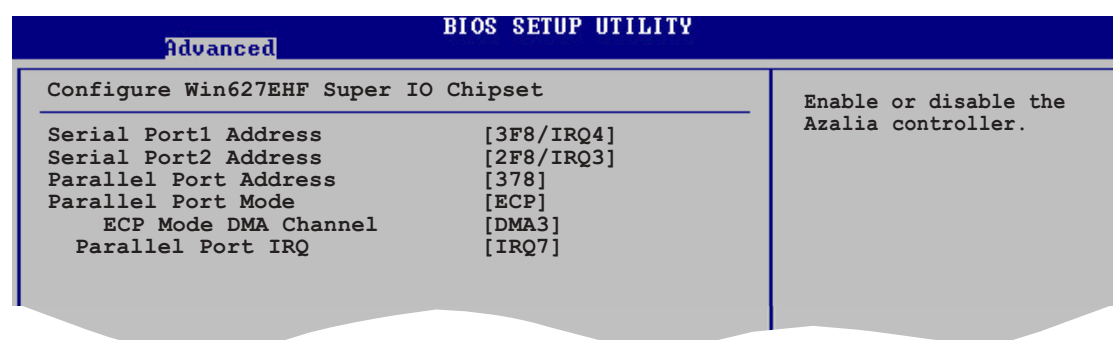 BIOS SETUP UTILITY
Advanced
Configure Win627EHF Super IO Chipset
Serial Port1 Address [3F8/IRQ4]
Serial Port2 Address [2F8/IRQ3]
Parallel Port Address [378]
Parallel Port Mode [ECP]
ECP Mode DMA Channel [DMA3]
Parallel Port IRQ [IRQ7]
Enable or disable the
Azalia controller.